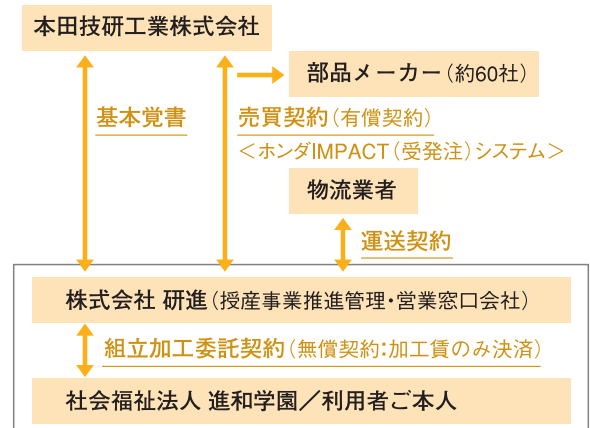 本田技研工業株式会社
部品メーカー（約60社）
基本覚書
売買契約（有償契約）
＜ホンダIMPACT（受発注）システム＞
物流業者
運送契約
株式会社 研進（授産事業推進管理・営業窓口会社）
組立加工委託契約（無償契約：加工賃のみ決済）
社会福祉法人 進和学園／利用者ご本人